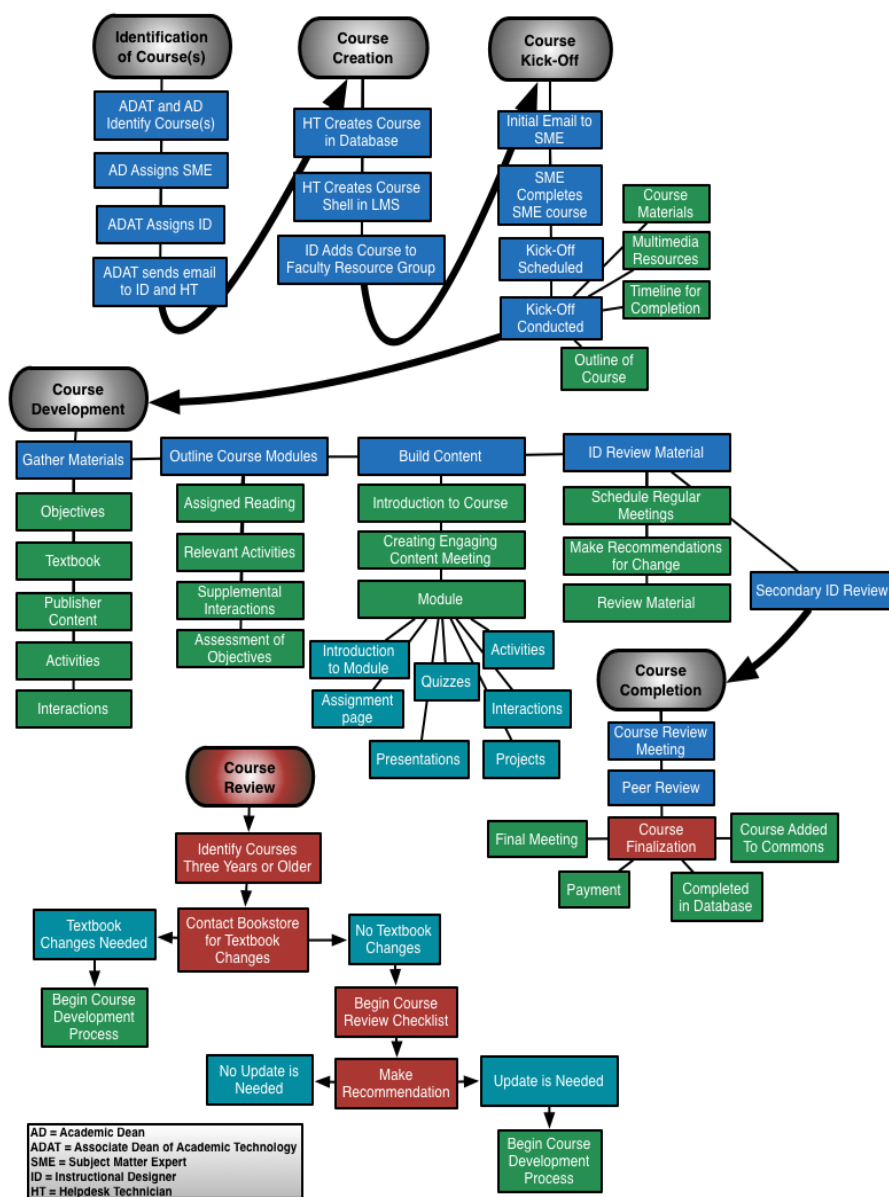 Identification
of Course(s)
ADAT and AD
Identify Course(s)
AD Assigns SME
ADAT Assigns ID
ADAT sends email
to ID and HT
Course
Creation
HT Creates Course
in Database
HT Creates Course
Shell in LMS
ID Adds Course to
Faculty Resource Group
Course
Kick-Off
Initial Email to
SME
SME
Completes
SME course
Kick-Off
Scheduled
Kick-Off
Conducted
Course
Materials
Multimedia
Resources
Timeline for
Completion
Outline of
Course
Course
Development
Gather Materials
Objectives
Textbook
Publisher
Content
Activities
Interactions
Outline Course Modules
Assigned Reading
Relevant Activities
Supplemental
Interactions
Assessment of
Objectives
Build Content
Introduction to Course
Creating Engaging
Content Meeting
Module
Introduction
to Module
Assignment
page
Presentations
Quizzes
Activities
Interactions
Projects
ID Review Material
Schedule Regular
Meetings
Make Recommendations
for Change
Review Material
Secondary ID Review
Course
Completion
Course Review
Meeting
Peer Review
Course
Finalization
Final Meeting
Payment
Completed
in Database
Course Added
To Commons
Course
Review
Identify Courses
Three Years or Older
Contact Bookstore
for Textbook
Changes
Textbook
Changes Needed
Begin Course
Development
Process
No Textbook
Changes
Begin Course
Review Checklist
Make
Recommendation
No Update is
Needed
Update is Needed
Begin Course
Development
Process
AD = Academic Dean
ADAT = Associate Dean of Academic Technology
SME = Subject Matter Expert
ID = Instructional Designer
HT = Helpdesk Technician